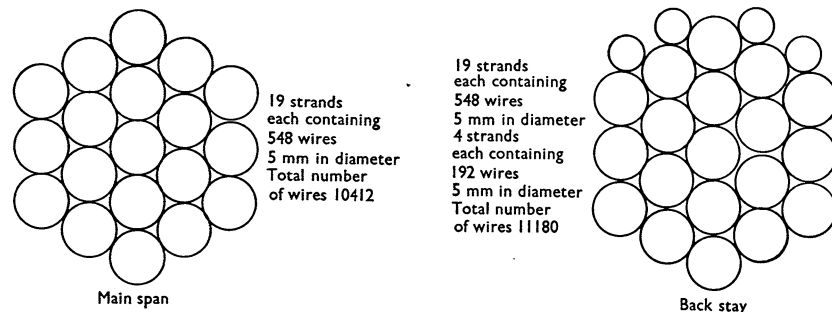 19 strands
each containing
548 wires
5 mm in diameter
Total number
of wires 10412
Main span
19 strands
each containing
548 wires
5 mm in diameter
4 strands
each containing
192 wires
5 mm in diameter
Total number
of wires 11180
Back stay